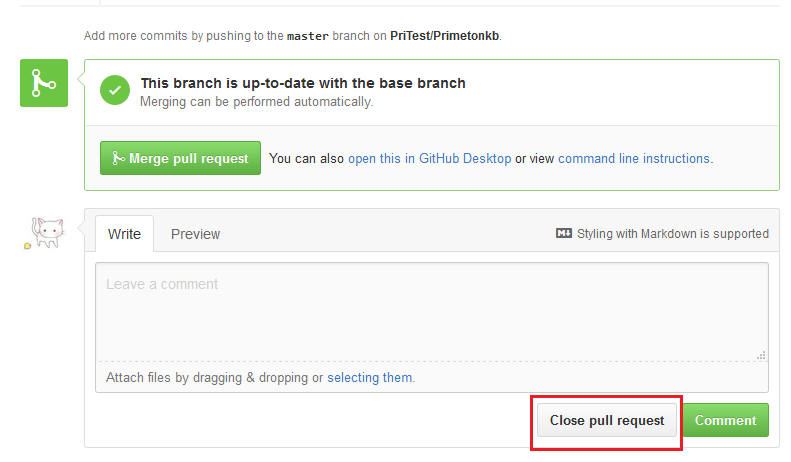 Add more commits by pushing to the master branch on PriTest/Primetonkb.
This branch is up-to-date with the base branch
Merging can be performed automatically.
Merge pull request You can also open this in GitHub Desktop or view command line instructions.
Write Preview M↓ Styling with Markdown is supported
Leave a comment
Attach files by dragging & dropping or selecting them.
Close pull request Comment